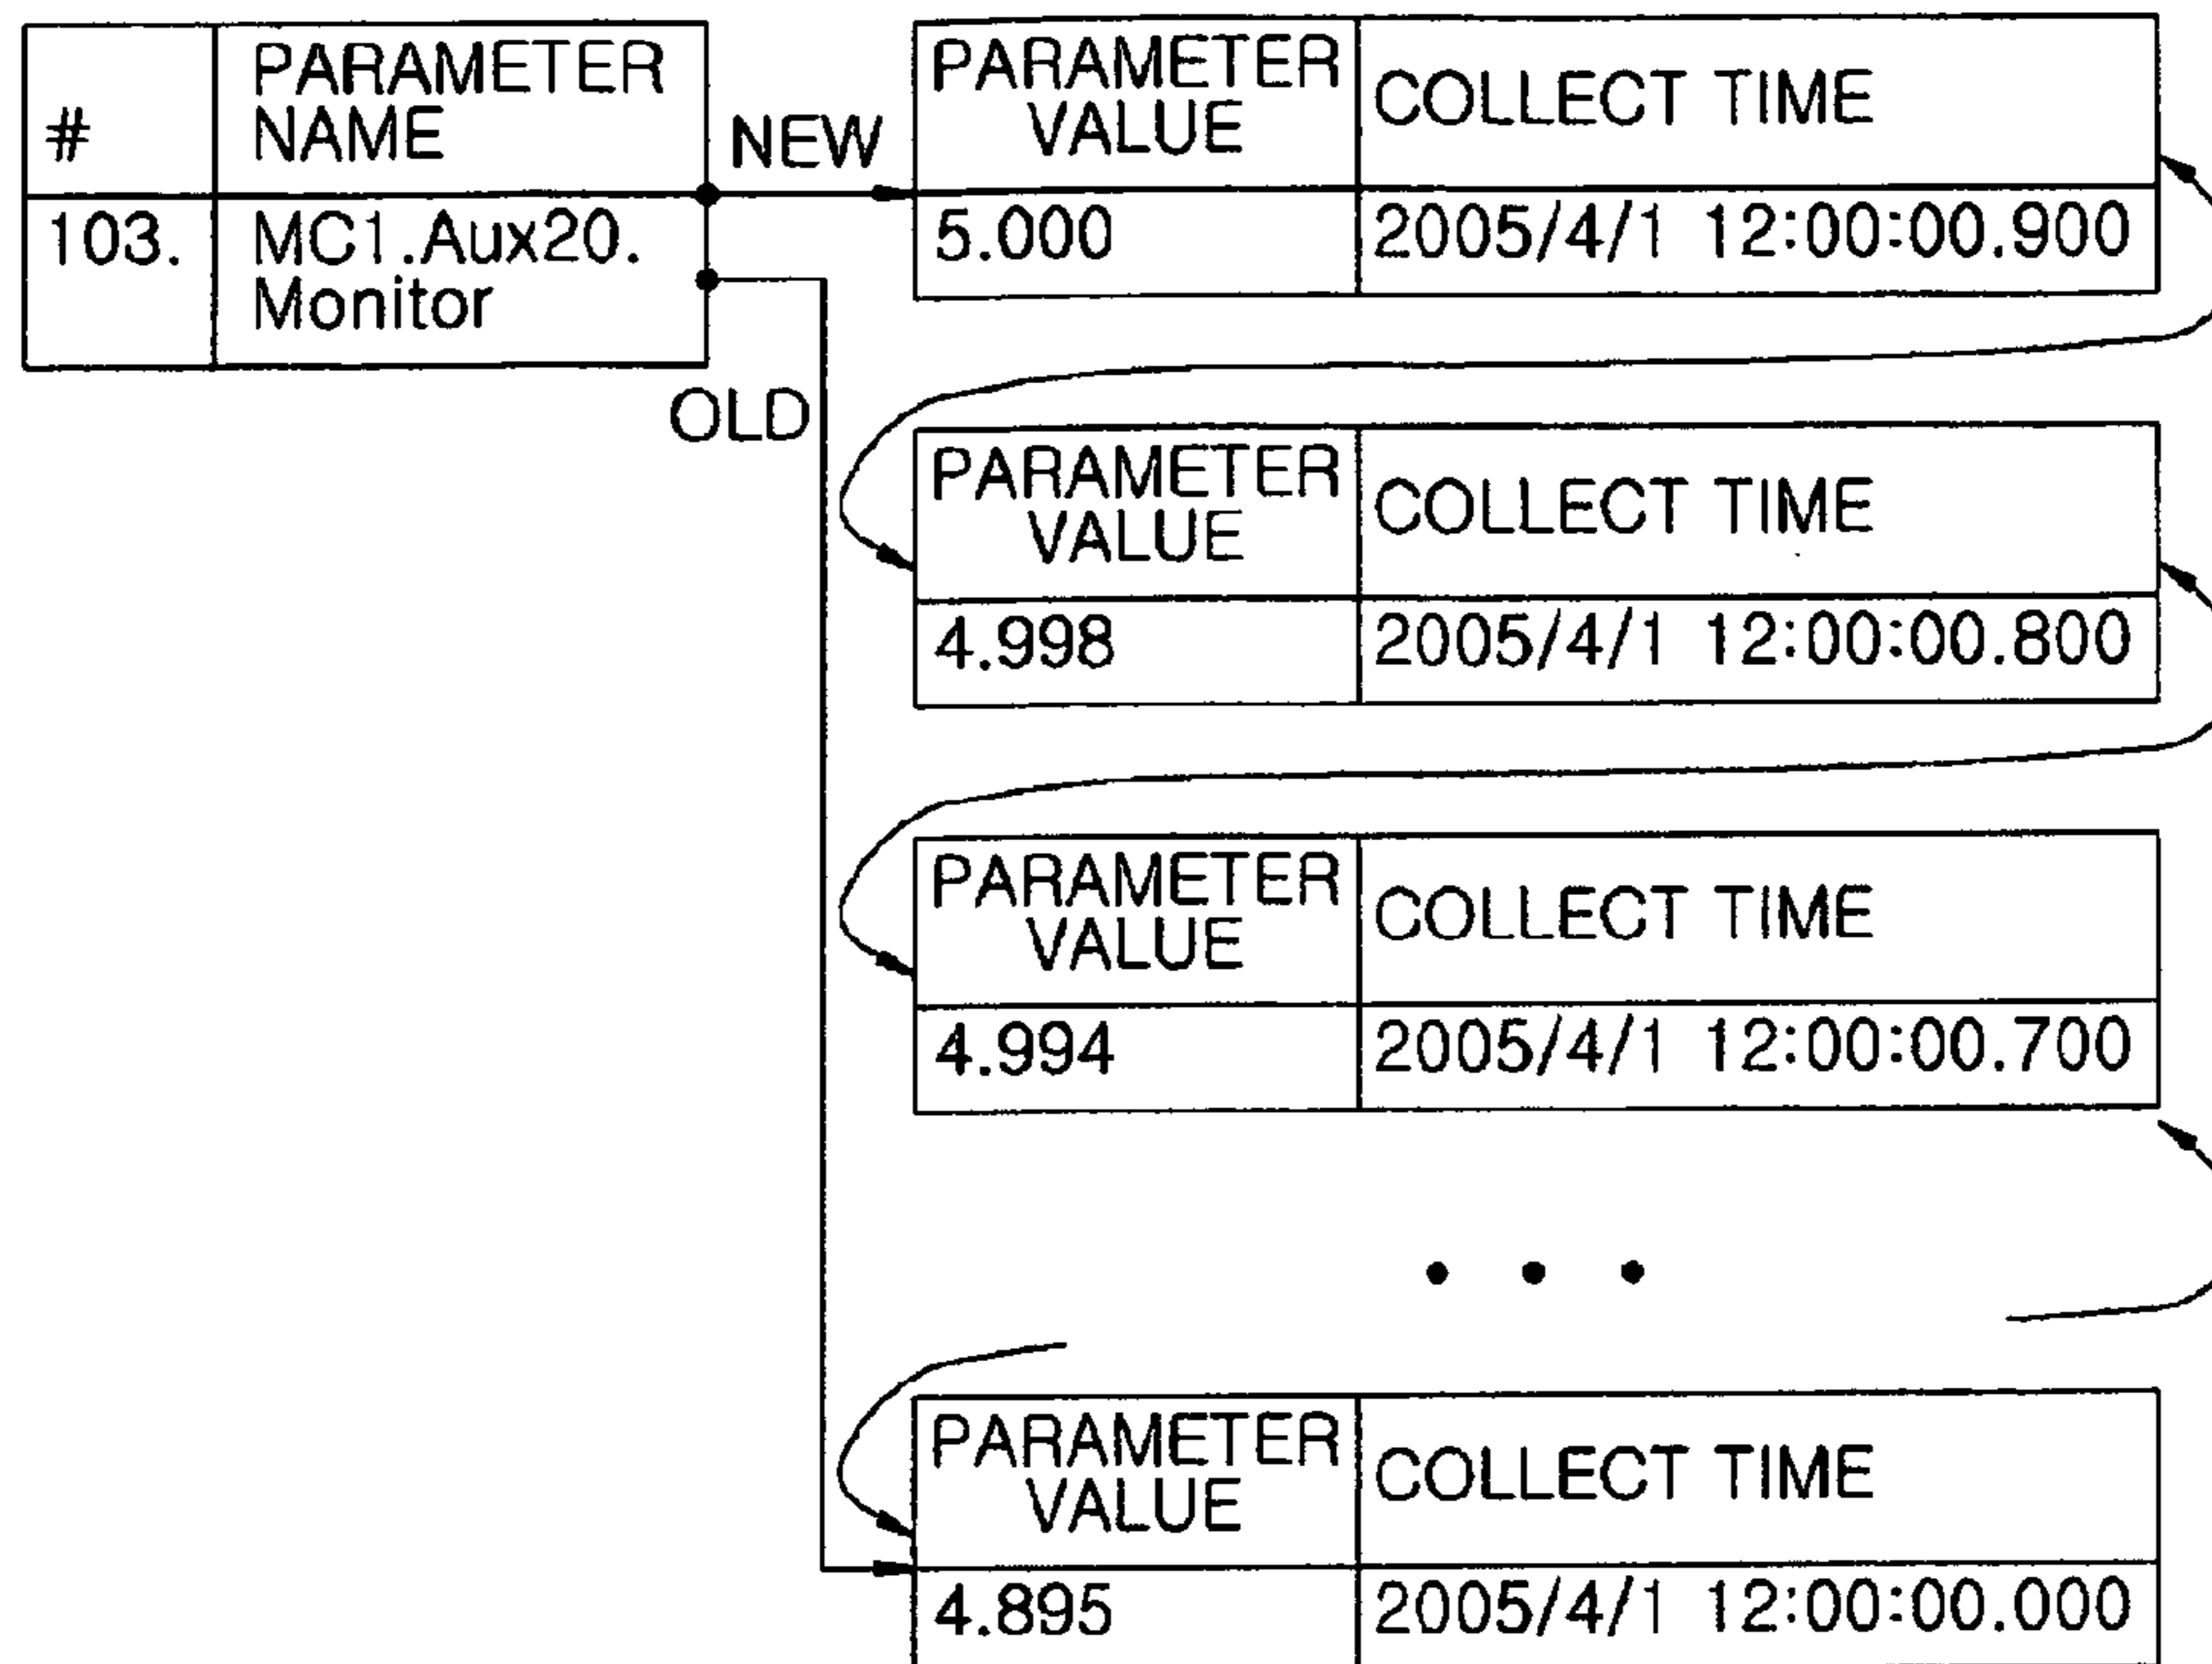 #
PARAMETER
NAME
103.
MC1.Aux20.
Monitor
NEW
OLD
PARAMETER
VALUE
COLLECT TIME
5.000
2005/4/1 12:00:00.900
PARAMETER
VALUE
COLLECT TIME
4.998
2005/4/1 12:00:00.800
PARAMETER
VALUE
COLLECT TIME
4.994
2005/4/1 12:00:00.700
• • •
PARAMETER
VALUE
COLLECT TIME
4.895
2005/4/1 12:00:00.000